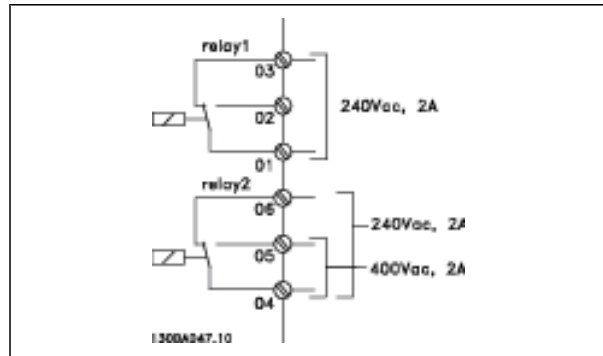 relay1
03
02
240Vac, 2A
01
relay2
06
240Vac, 2A
05
400Vac, 2A
04
130BA047.10